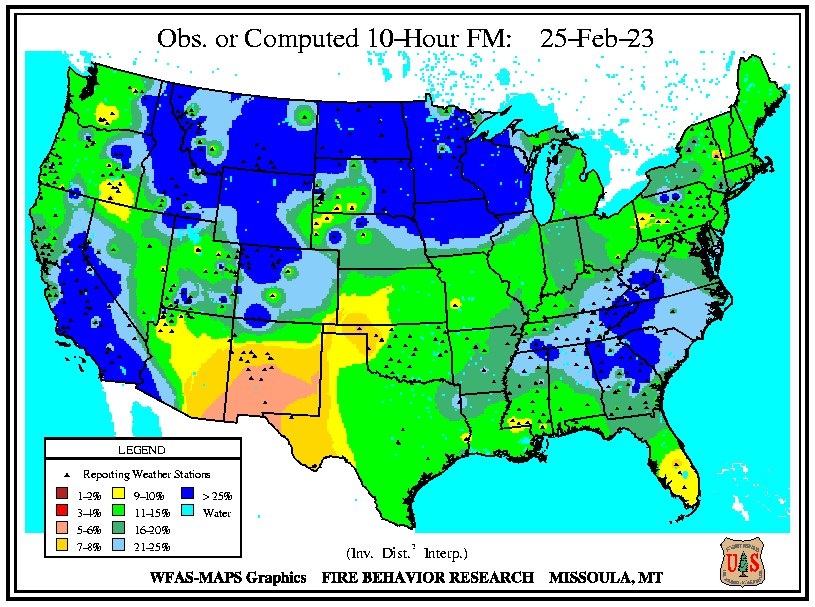 Obs. or Computed 10-Hour FM: 25-Feb-23
LEGEND
Reporting Weather Stations
1-2% 9-10% > 25%
3-4% 11-15% Water
5-6% 16-20%
7-8% 21-25%
(Inv. Dist.² Interp.)
WFAS-MAPS Graphics FIRE BEHAVIOR RESEARCH MISSOULA, MT
U S